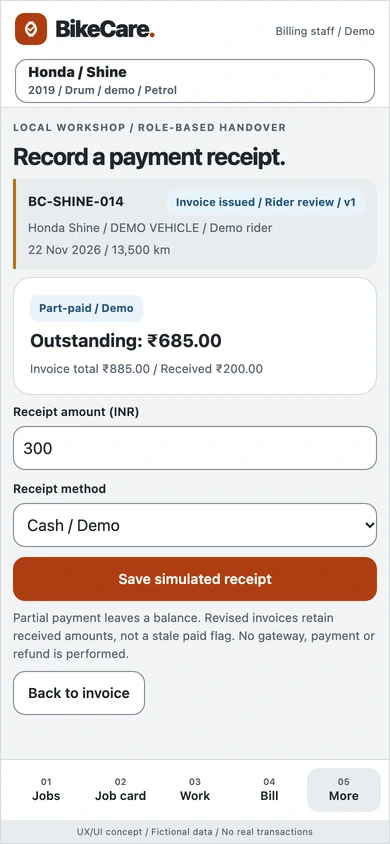 BikeCare.
Billing staff / Demo
Honda / Shine
2019 / Drum / demo / Petrol
LOCAL WORKSHOP / ROLE-BASED HANDOVER
Record a payment receipt.
BC-SHINE-014
Invoice issued / Rider review / v1
Honda Shine / DEMO VEHICLE / Demo rider
22 Nov 2026 / 13,500 km
Part-paid / Demo
Outstanding: ₹685.00
Invoice total ₹885.00 / Received ₹200.00
Receipt amount (INR)
300
Receipt method
Cash / Demo
Save simulated receipt
Partial payment leaves a balance. Revised invoices retain
received amounts, not a stale paid flag. No gateway, payment or
refund is performed.
Back to invoice
01
Jobs
02
Job card
03
Work
04
Bill
05
More
UX/UI concept / Fictional data / No real transactions